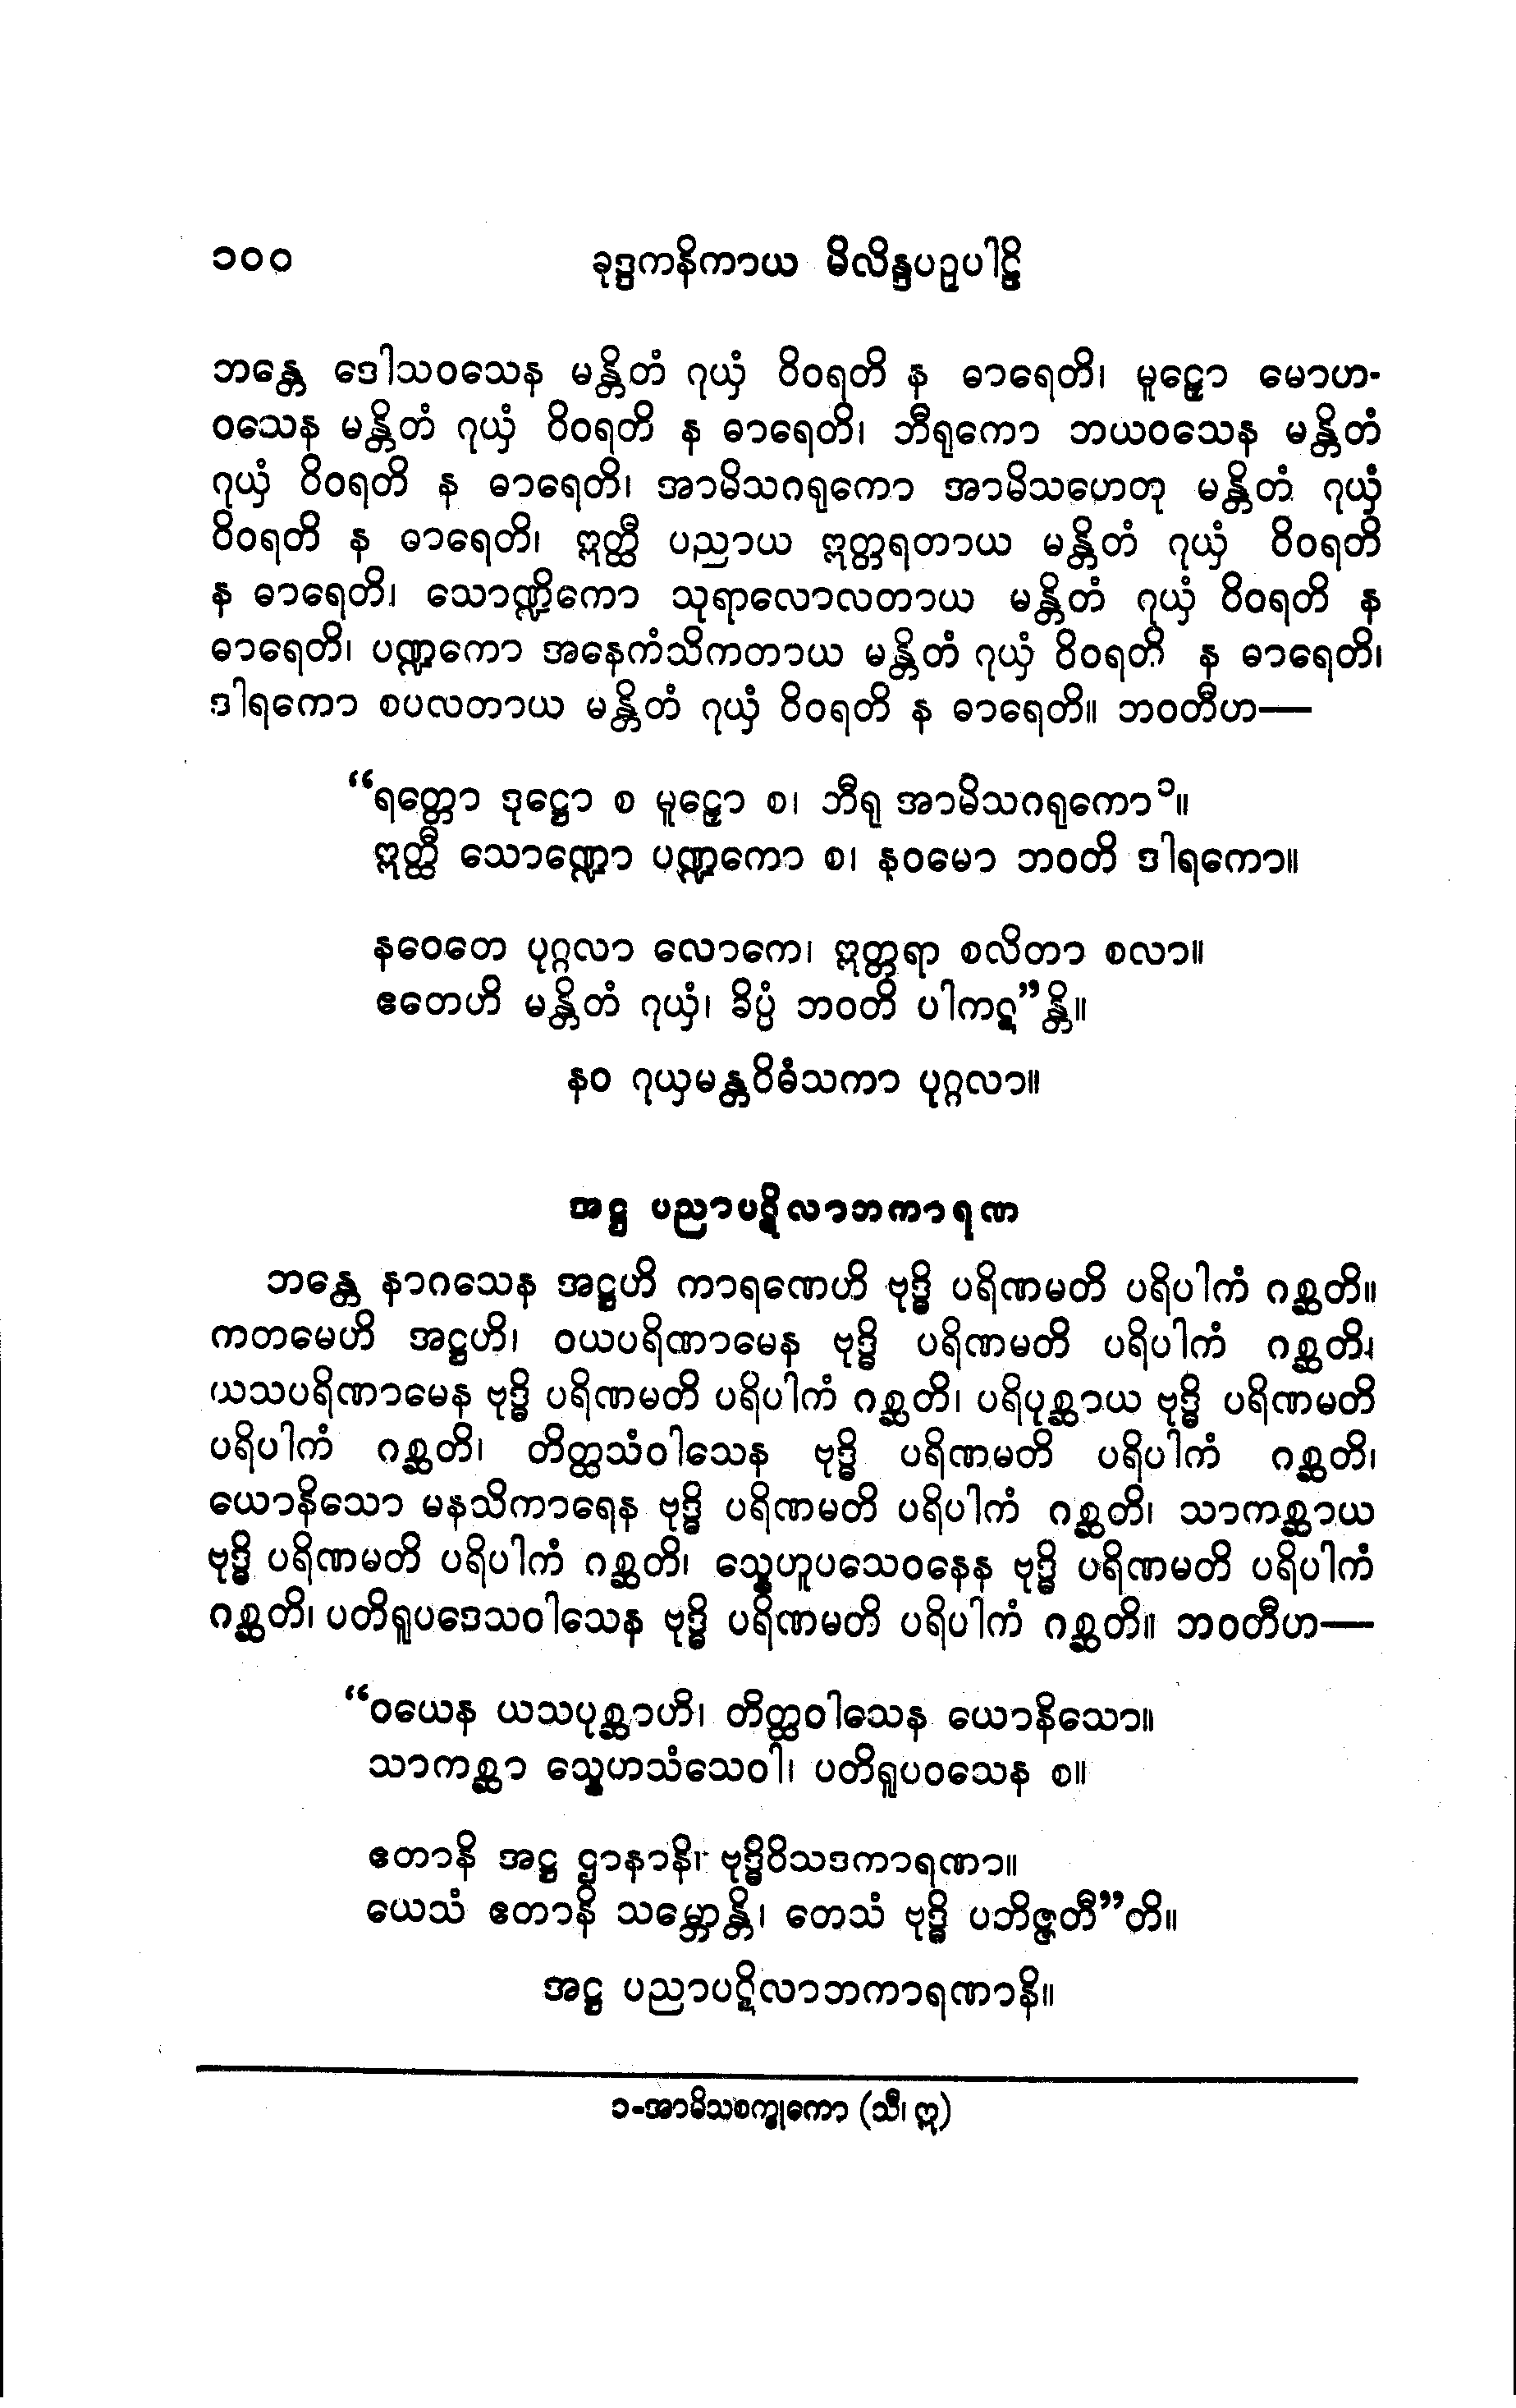 ၁၀၀ ခုဒ္ဒကနိကာယ မိလိန္ဒပဉှပါဠိ
ဘန္တေ ဒေါသဝသေန မန္တိတံ ဂုယှံ ဝိဝရတိ န ဓာရေတိ၊ မူဠှော မောဟ-
ဝသေန မန္တိတံ ဂုယှံ ဝိဝရတိ န ဓာရေတိ၊ ဘီရုကော ဘယဝသေန မန္တိတံ
ဂုယှံ ဝိဝရတိ န ဓာရေတိ၊ အာမိသဂရုကော အာမိသဟေတု မန္တိတံ ဂုယှံ
ဝိဝရတိ န ဓာရေတိ၊ ဣတ္ထီ ပညာယ ဣတ္တရတာယ မန္တိတံ ဂုယှံ ဝိဝရတိ
န ဓာရေတိ၊ သောဏ္ဍိကော သုရာလောလတာယ မန္တိတံ ဂုယှံ ဝိဝရတိ န
ဓာရေတိ၊ ပဏ္ဍကော အနေကံသိကတာယ မန္တိတံ ဂုယှံ ဝိဝရတိ န ဓာရေတိ၊
ဒါရကော စပလတာယ မန္တိတံ ဂုယှံ ဝိဝရတိ န ဓာရေတိ။ ဘဝတီဟ—
“ရတ္တော ဒုဋ္ဌော စ မူဠှော စ၊ ဘီရု အာမိသဂရုကော၁။
ဣတ္ထီ သောဏ္ဍော ပဏ္ဍကော စ၊ နဝမော ဘဝတိ ဒါရကော။
နဝေတေ ပုဂ္ဂလာ လောကေ၊ ဣတ္တရာ စလိတာ စလာ။
ဧတေဟိ မန္တိတံ ဂုယှံ၊ ခိပ္ပံ ဘဝတိ ပါကဋ”န္တိ။
နဝ ဂုယှမန္တဝိဓံသကာ ပုဂ္ဂလာ။
အဋ္ဌ ပညာပဋိလာဘကာရဏ
ဘန္တေ နာဂသေန အဋ္ဌဟိ ကာရဏေဟိ ဗုဒ္ဓိ ပရိဏမတိ ပရိပါကံ ဂစ္ဆတိ။
ကတမေဟိ အဋ္ဌဟိ၊ ဝယပရိဏာမေန ဗုဒ္ဓိ ပရိဏမတိ ပရိပါကံ ဂစ္ဆတိ၊
ယသပရိဏာမေန ဗုဒ္ဓိ ပရိဏမတိ ပရိပါကံ ဂစ္ဆတိ၊ ပရိပုစ္ဆာယ ဗုဒ္ဓိ ပရိဏမတိ
ပရိပါကံ ဂစ္ဆတိ၊ တိတ္ထသံဝါသေန ဗုဒ္ဓိ ပရိဏမတိ ပရိပါကံ ဂစ္ဆတိ၊
ယောနိသော မနသိကာရေန ဗုဒ္ဓိ ပရိဏမတိ ပရိပါကံ ဂစ္ဆတိ၊ သာကစ္ဆာယ
ဗုဒ္ဓိ ပရိဏမတိ ပရိပါကံ ဂစ္ဆတိ၊ သ္နေဟူပသေဝနေန ဗုဒ္ဓိ ပရိဏမတိ ပရိပါကံ
ဂစ္ဆတိ၊ ပတိရူပဒေသဝါသေန ဗုဒ္ဓိ ပရိဏမတိ ပရိပါကံ ဂစ္ဆတိ။ ဘဝတီဟ—
“ဝယေန ယသပုစ္ဆာဟိ၊ တိတ္ထဝါသေန ယောနိသော။
သာကစ္ဆာ သ္နေဟသံသေဝါ၊ ပတိရူပဝသေန စ။
ဧတာနိ အဋ္ဌ ဌာနာနိ၊ ဗုဒ္ဓိဝိသဒကာရဏာ။
ယေသံ ဧတာနိ သမ္ဘောန္တိ၊ တေသံ ဗုဒ္ဓိ ပဘိဇ္ဇတီ”တိ။
အဋ္ဌ ပညာပဋိလာဘကာရဏာနိ။
၁-အာမိသစက္ခုကော (သီ၊ ဣ)